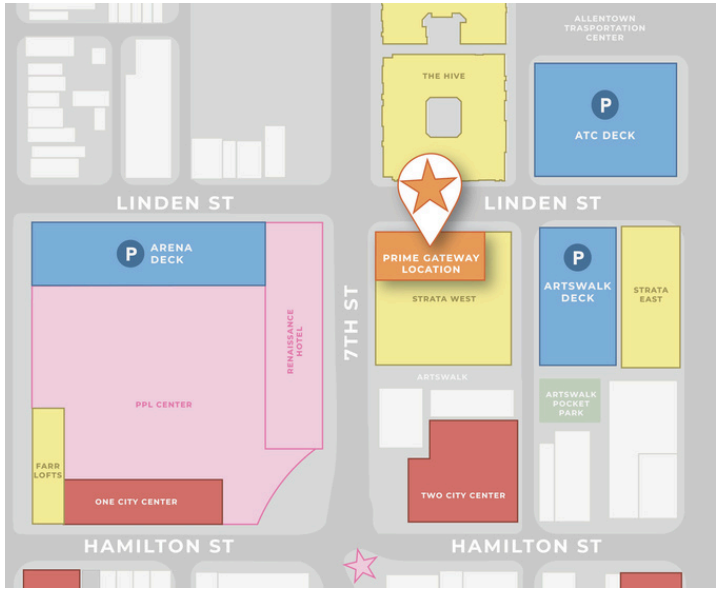 ALLENTOWN
TRASPORTATION
CENTER
THE HIVE
P
ATC DECK
LINDEN ST
LINDEN ST
P
ARENA
DECK
RENAISSANCE
HOTEL
7TH ST
PRIME GATEWAY
LOCATION
STRATA WEST
P
ARTSWALK
DECK
STRATA
EAST
ARTSWALK
PPL CENTER
ARTSWALK
POCKET
PARK
FARR
LOFTS
ONE CITY CENTER
TWO CITY CENTER
HAMILTON ST
HAMILTON ST